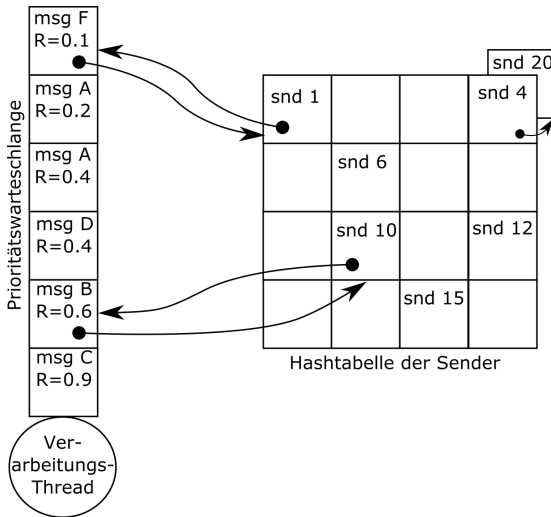 Prioritätswarteschlange
msg F
R=0.1
msg A
R=0.2
msg A
R=0.4
msg D
R=0.4
msg B
R=0.6
msg C
R=0.9
Ver-
arbeitungs-
Thread
snd 20
snd 1
snd 4
snd 6
snd 10
snd 12
snd 15
Hashtabelle der Sender